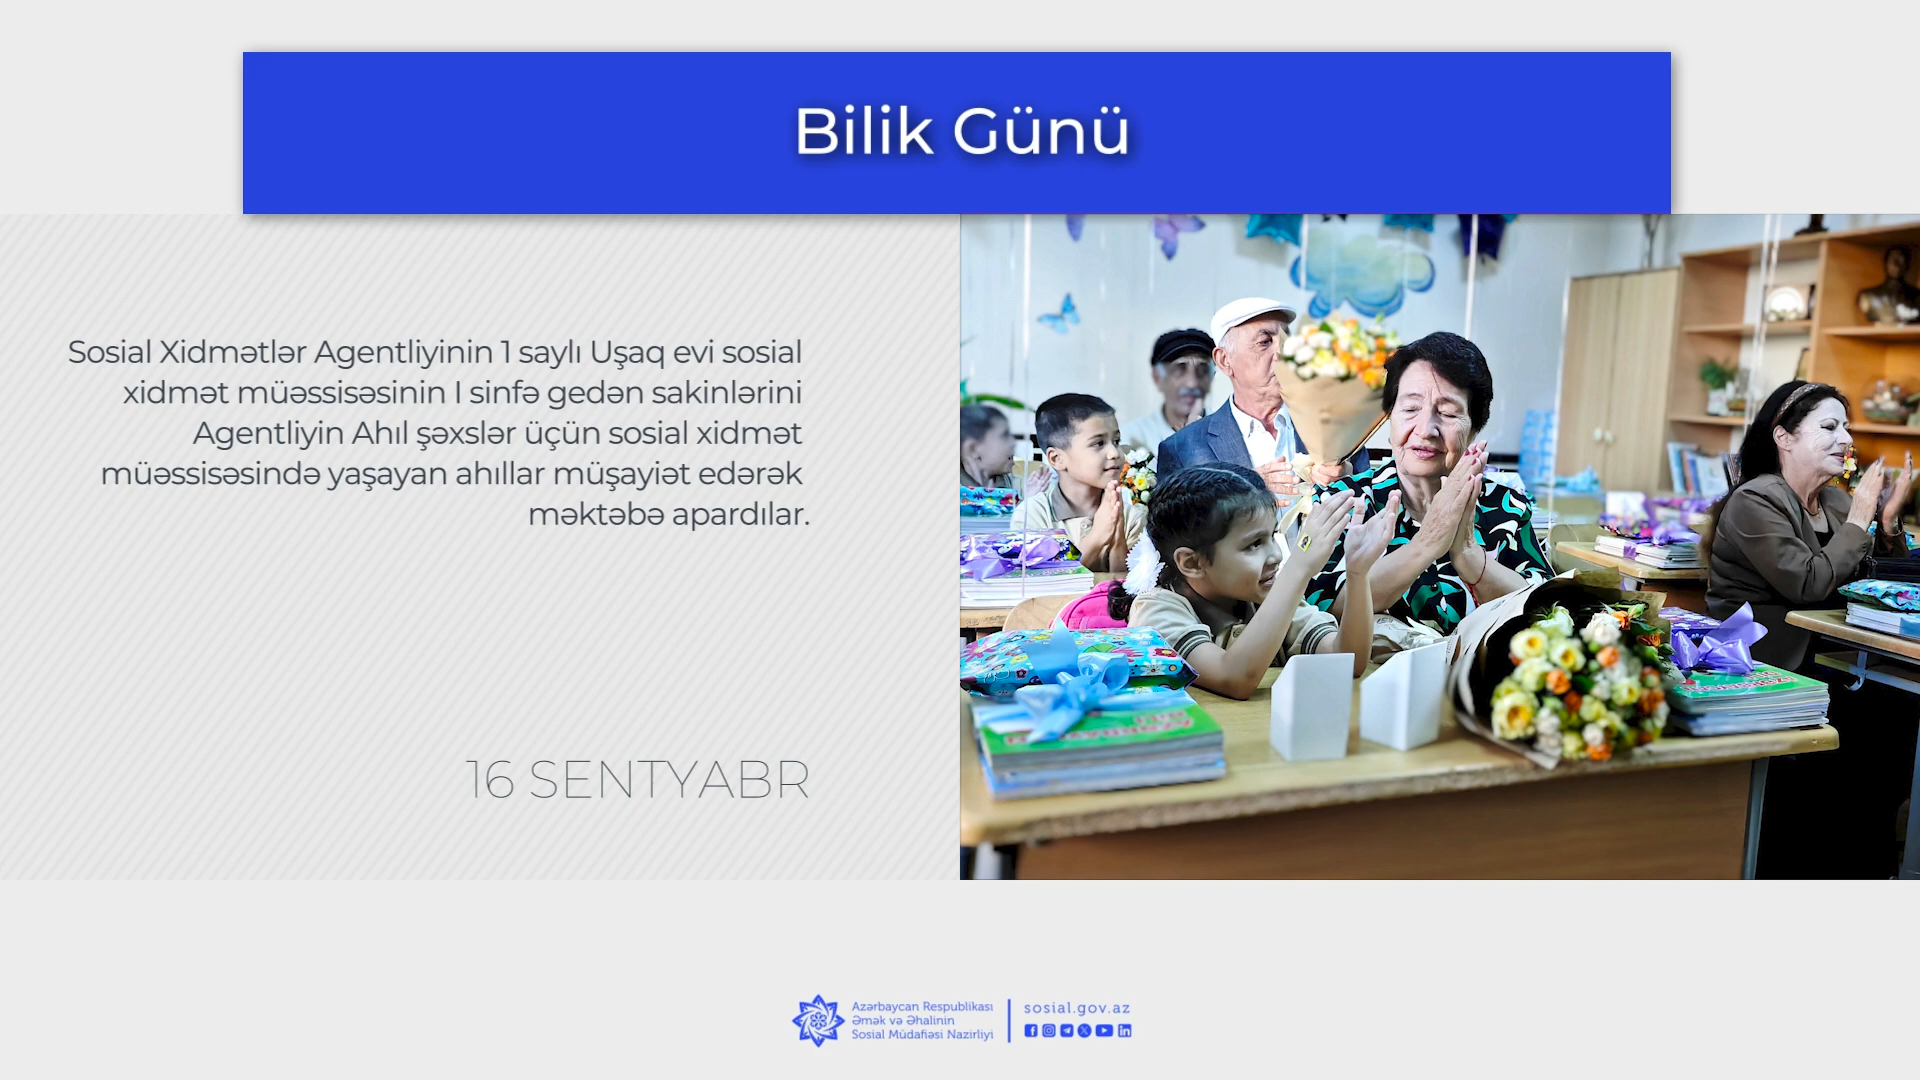 Bilik Günü
Sosial Xidmətlər Agentliyinin 1 saylı Uşaq evi sosial
xidmət müəssisəsinin I sinfə gedən sakinlərini
Agentliyin Ahıl şəxslər üçün sosial xidmət
müəssisəsində yaşayan ahıllar müşayiət edərək
məktəbə apardılar.
16 SENTYABR
Azərbaycan Respublikası
Əmək və Əhalinin
Sosial Müdafiəsi Nazirliyi
sosial.gov.az